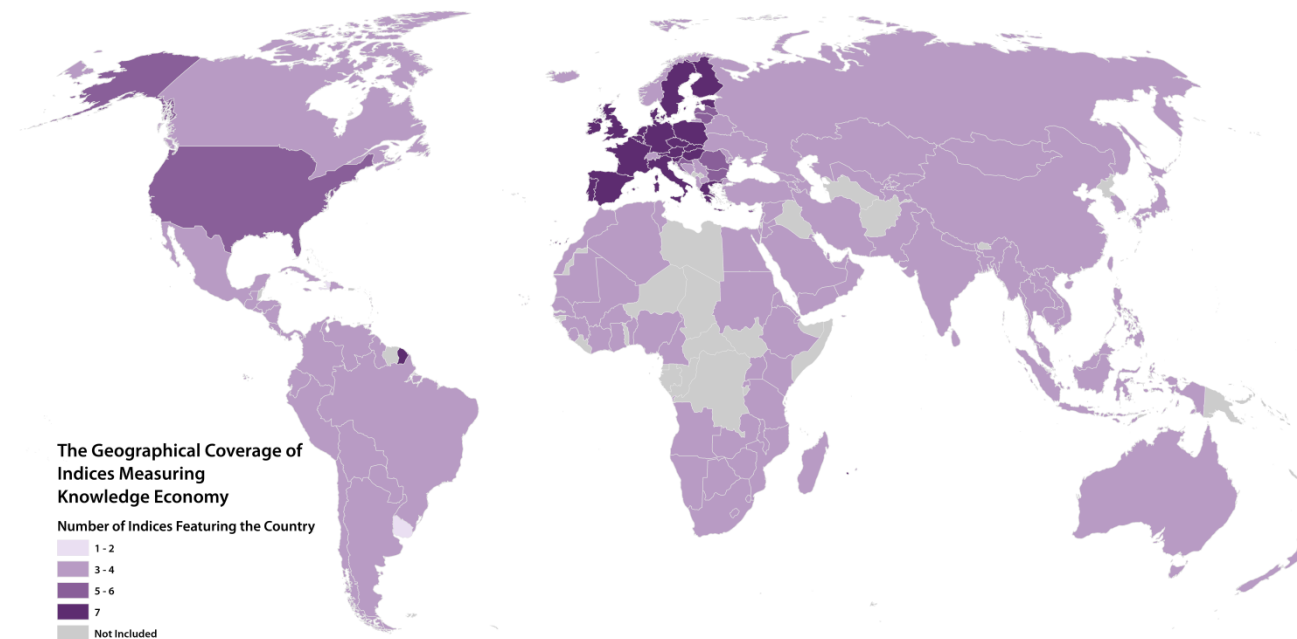 The Geographical Coverage of
Indices Measuring
Knowledge Economy
Number of Indices Featuring the Country
1 - 2
3 - 4
5 - 6
7
Not Included